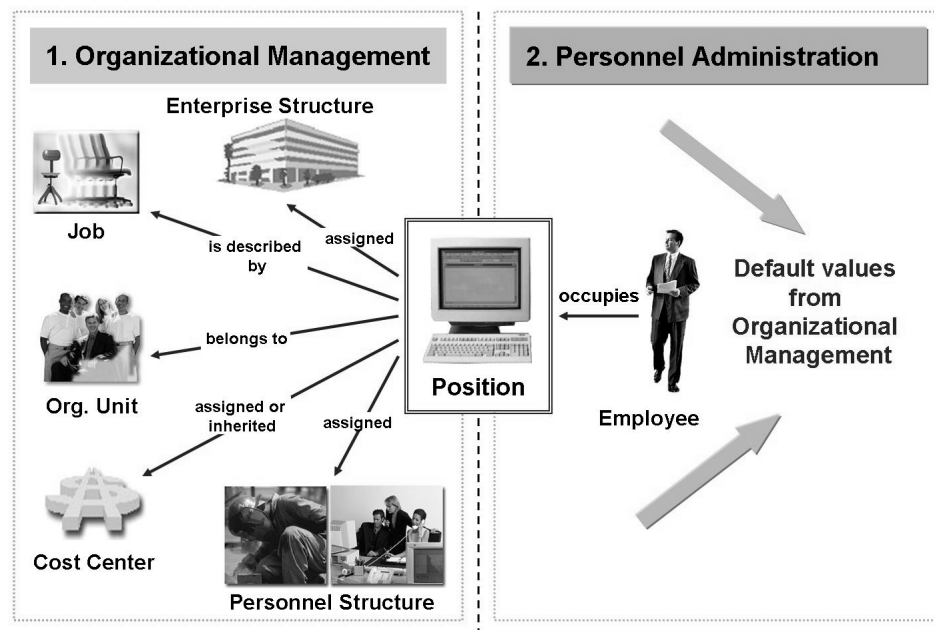 1. Organizational Management
2. Personnel Administration
Enterprise Structure
Job
is described
by
assigned
belongs to
Org. Unit
assigned or
inherited
assigned
Cost Center
Personnel Structure
Position
occupies
Employee
Default values
from
Organizational
Management